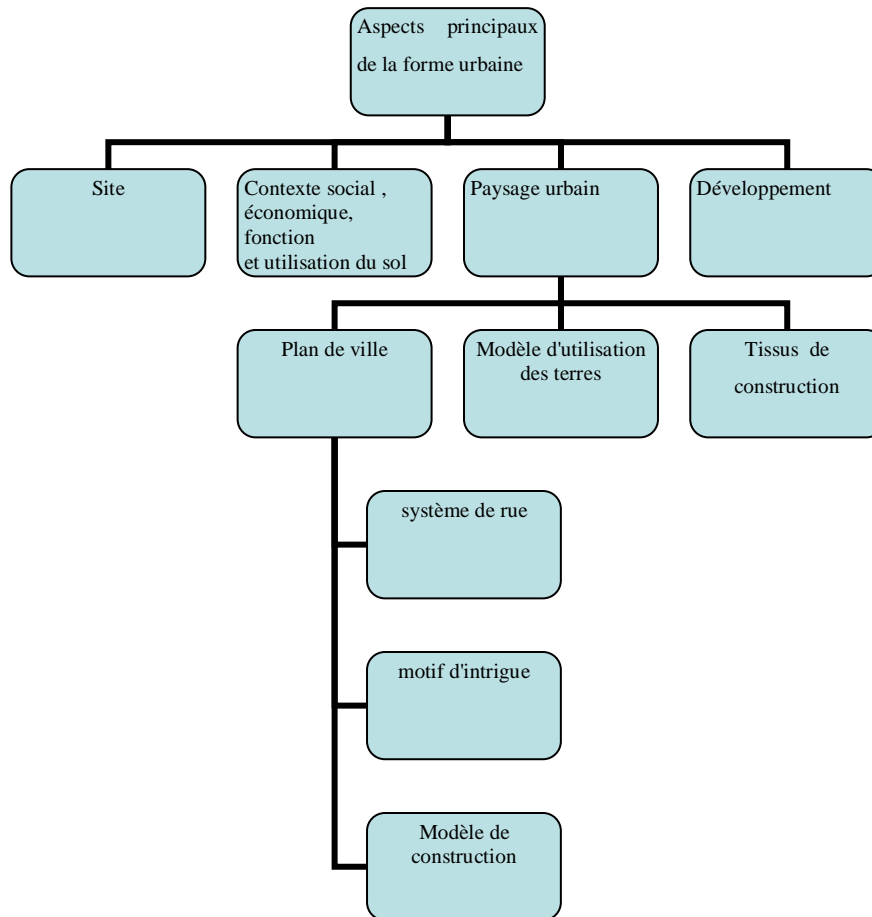 Aspects principaux
de la forme urbaine
Site
Contexte social ,
économique,
fonction
et utilisation du sol
Paysage urbain
Développement
Plan de ville
Modèle d'utilisation
des terres
Tissus de
construction
système de rue
motif d'intrigue
Modèle de
construction